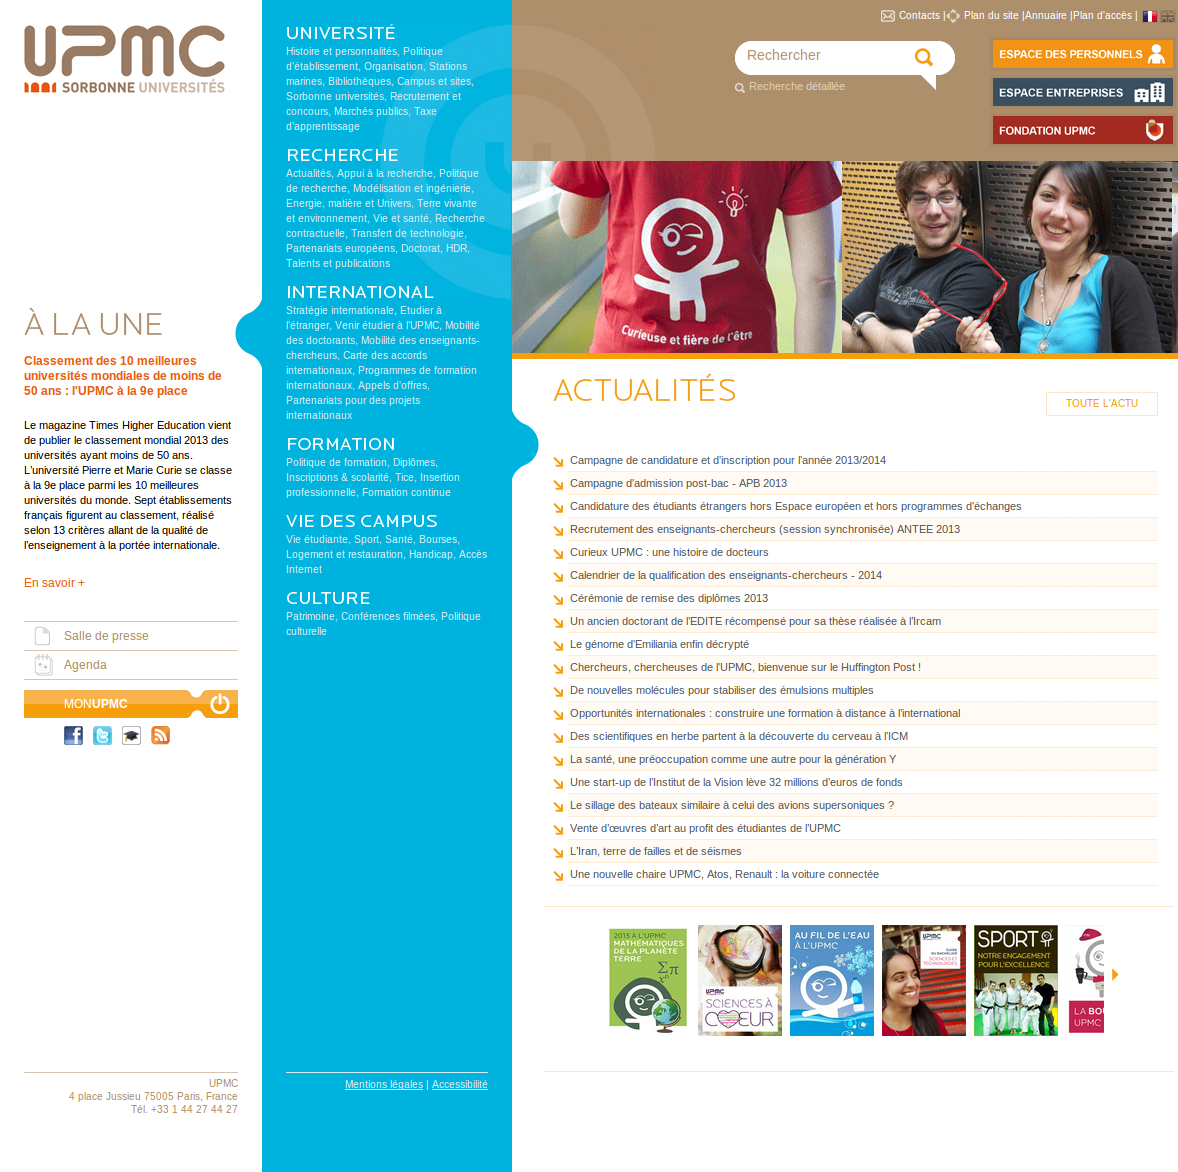 UPMC
SORBONNE UNIVERSITÉS
À LA UNE
Classement des 10 meilleures
universités mondiales de moins de
50 ans : l'UPMC à la 9e place
Le magazine Times Higher Education vient
de publier le classement mondial 2013 des
universités ayant moins de 50 ans.
L'université Pierre et Marie Curie se classe
à la 9e place parmi les 10 meilleures
universités du monde. Sept établissements
français figurent au classement, réalisé
selon 13 critères allant de la qualité de
l'enseignement à la portée internationale.
En savoir +
Salle de presse
Agenda
MONUPMC
UPMC
4 place Jussieu 75005 Paris, France
Tél. +33 1 44 27 44 27
UNIVERSITÉ
Histoire et personnalités, Politique
d'établissement, Organisation, Stations
marines, Bibliothèques, Campus et sites,
Sorbonne universités, Recrutement et
concours, Marchés publics, Taxe
d'apprentissage
RECHERCHE
Actualités, Appui à la recherche, Politique
de recherche, Modélisation et ingénierie,
Energie, matière et Univers, Terre vivante
et environnement, Vie et santé, Recherche
contractuelle, Transfert de technologie,
Partenariats européens, Doctorat, HDR,
Talents et publications
INTERNATIONAL
Stratégie internationale, Etudier à
l'étranger, Venir étudier à l'UPMC, Mobilité
des doctorants, Mobilité des enseignants-
chercheurs, Carte des accords
internationaux, Programmes de formation
internationaux, Appels d'offres,
Partenariats pour des projets
internationaux
FORMATION
Politique de formation, Diplômes,
Inscriptions & scolarité, Tice, Insertion
professionnelle, Formation continue
VIE DES CAMPUS
Vie étudiante, Sport, Santé, Bourses,
Logement et restauration, Handicap, Accès
Internet
CULTURE
Patrimoine, Conférences filmées, Politique
culturelle
Mentions légales | Accessibilité
Contacts | Plan du site |Annuaire |Plan d'accès |
Rechercher
Recherche détaillée
ESPACE DES PERSONNELS
ESPACE ENTREPRISES
FONDATION UPMC
Curieuse et fière de l'être
ACTUALITÉS
TOUTE L'ACTU
Campagne de candidature et d'inscription pour l'année 2013/2014
Campagne d'admission post-bac - APB 2013
Candidature des étudiants étrangers hors Espace européen et hors programmes d'échanges
Recrutement des enseignants-chercheurs (session synchronisée) ANTEE 2013
Curieux UPMC : une histoire de docteurs
Calendrier de la qualification des enseignants-chercheurs - 2014
Cérémonie de remise des diplômes 2013
Un ancien doctorant de l'EDITE récompensé pour sa thèse réalisée à l'Ircam
Le génome d'Emiliania enfin décrypté
Chercheurs, chercheuses de l'UPMC, bienvenue sur le Huffington Post !
De nouvelles molécules pour stabiliser des émulsions multiples
Opportunités internationales : construire une formation à distance à l'international
Des scientifiques en herbe partent à la découverte du cerveau à l'ICM
La santé, une préoccupation comme une autre pour la génération Y
Une start-up de l'Institut de la Vision lève 32 millions d'euros de fonds
Le sillage des bateaux similaire à celui des avions supersoniques ?
Vente d'œuvres d'art au profit des étudiantes de l'UPMC
L'Iran, terre de failles et de séismes
Une nouvelle chaire UPMC, Atos, Renault : la voiture connectée
2013 À L'UPMC
MATHÉMATIQUES
DE LA PLANÈTE
TERRE
UPMC
SCIENCES À
CŒUR
AU FIL DE L'EAU
À L'UPMC
UPMC
GUIDE
DU BACHELIER
SCIENCES ET
TECHNOLOGIES
SPORT
NOTRE ENGAGEMENT
POUR L'EXCELLENCE
LA BOU
UPMC